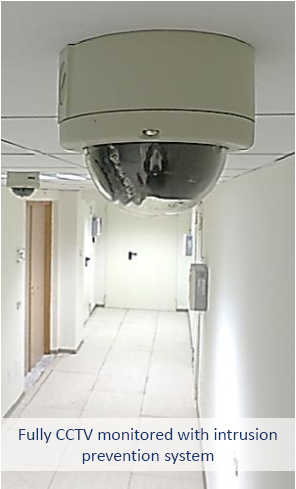 Fully CCTV monitored with intrusion
prevention system